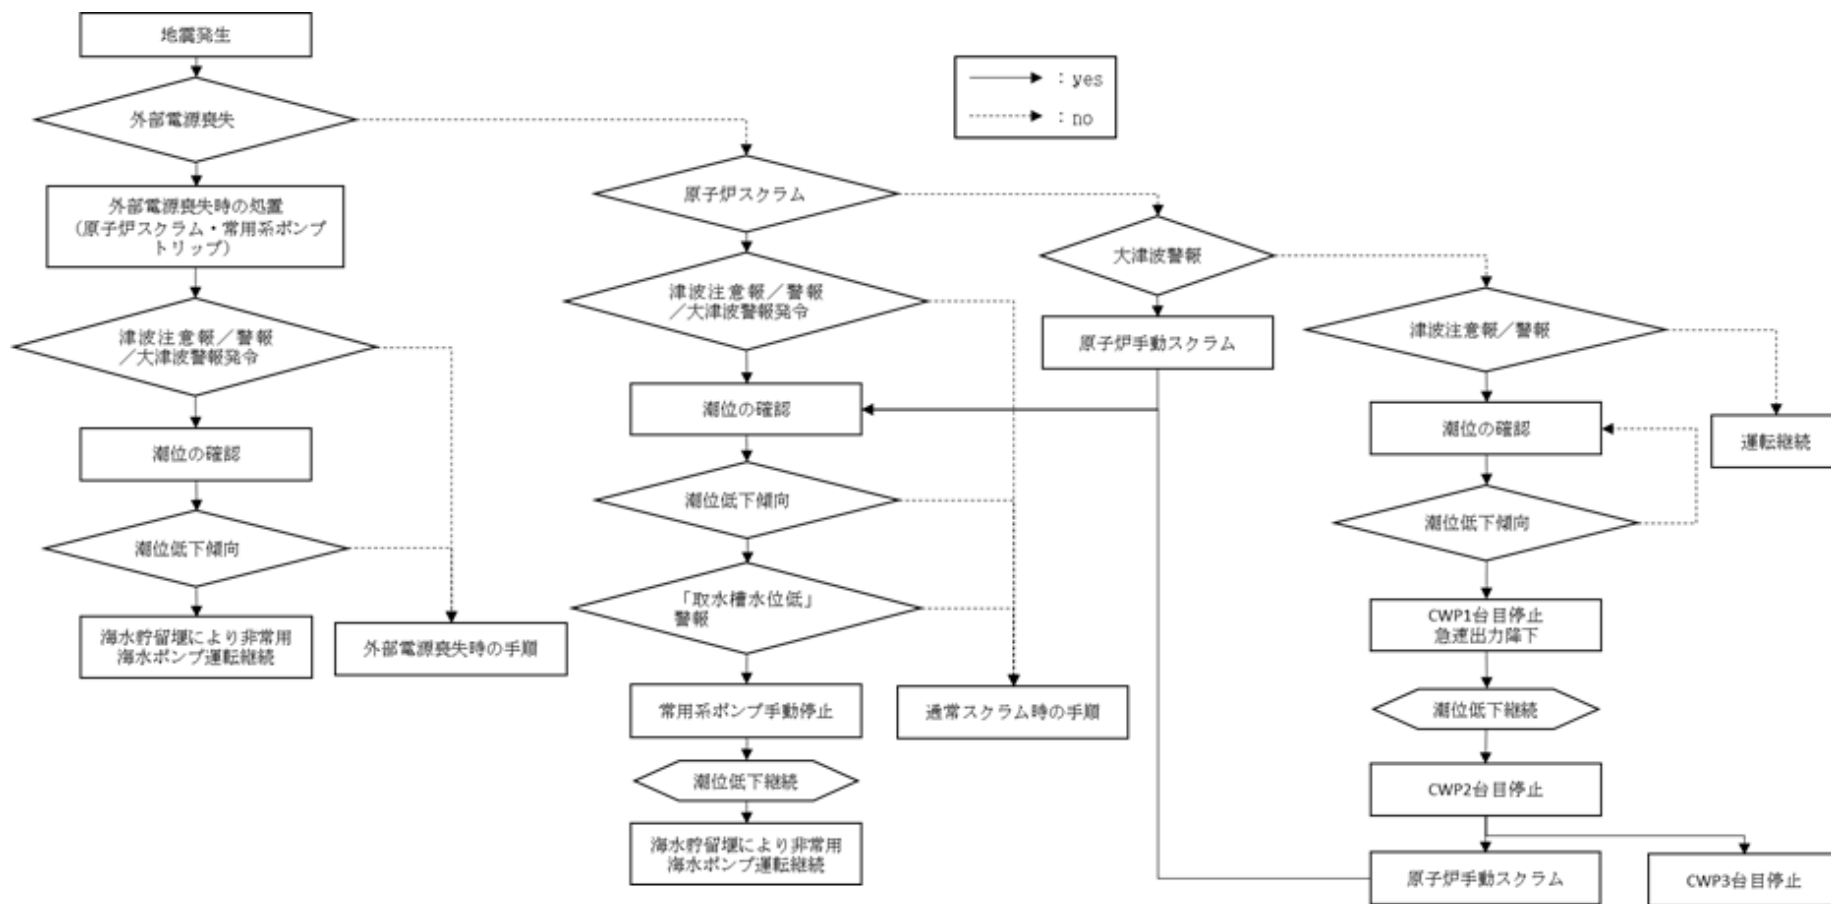 地震発生
外部電源喪失
外部電源喪失時の処置
（原子炉スクラム・常用系ポンプ
トリップ）
津波注意報／警報
／大津波警報発令
潮位の確認
潮位低下傾向
海水貯留堰により非常用
海水ポンプ運転継続
外部電源喪失時の手順
：yes
：no
原子炉スクラム
津波注意報／警報
／大津波警報発令
潮位の確認
潮位低下傾向
「取水槽水位低」
警報
常用系ポンプ手動停止
潮位低下継続
海水貯留堰により非常用
海水ポンプ運転継続
通常スクラム時の手順
大津波警報
原子炉手動スクラム
津波注意報／警報
潮位の確認
運転継続
潮位低下傾向
CWP1台目停止
急速出力降下
潮位低下継続
CWP2台目停止
原子炉手動スクラム
CWP3台目停止